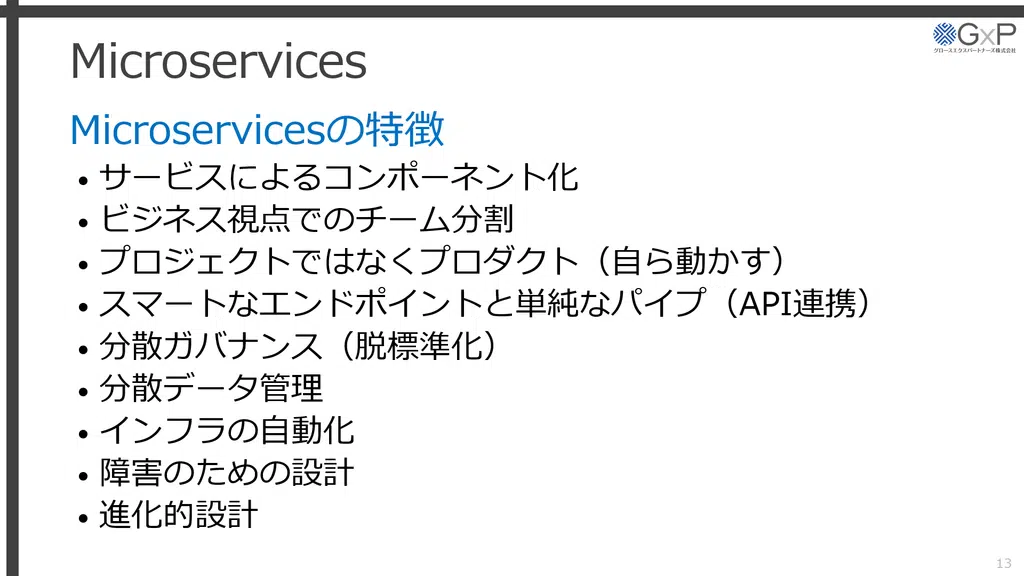 GxP
グロースエクスパートナーズ株式会社
Microservices
Microservicesの特徴
• サービスによるコンポーネント化
• ビジネス視点でのチーム分割
• プロジェクトではなくプロダクト（自ら動かす）
• スマートなエンドポイントと単純なパイプ（API連携）
• 分散ガバナンス（脱標準化）
• 分散データ管理
• インフラの自動化
• 障害のための設計
• 進化的設計
13